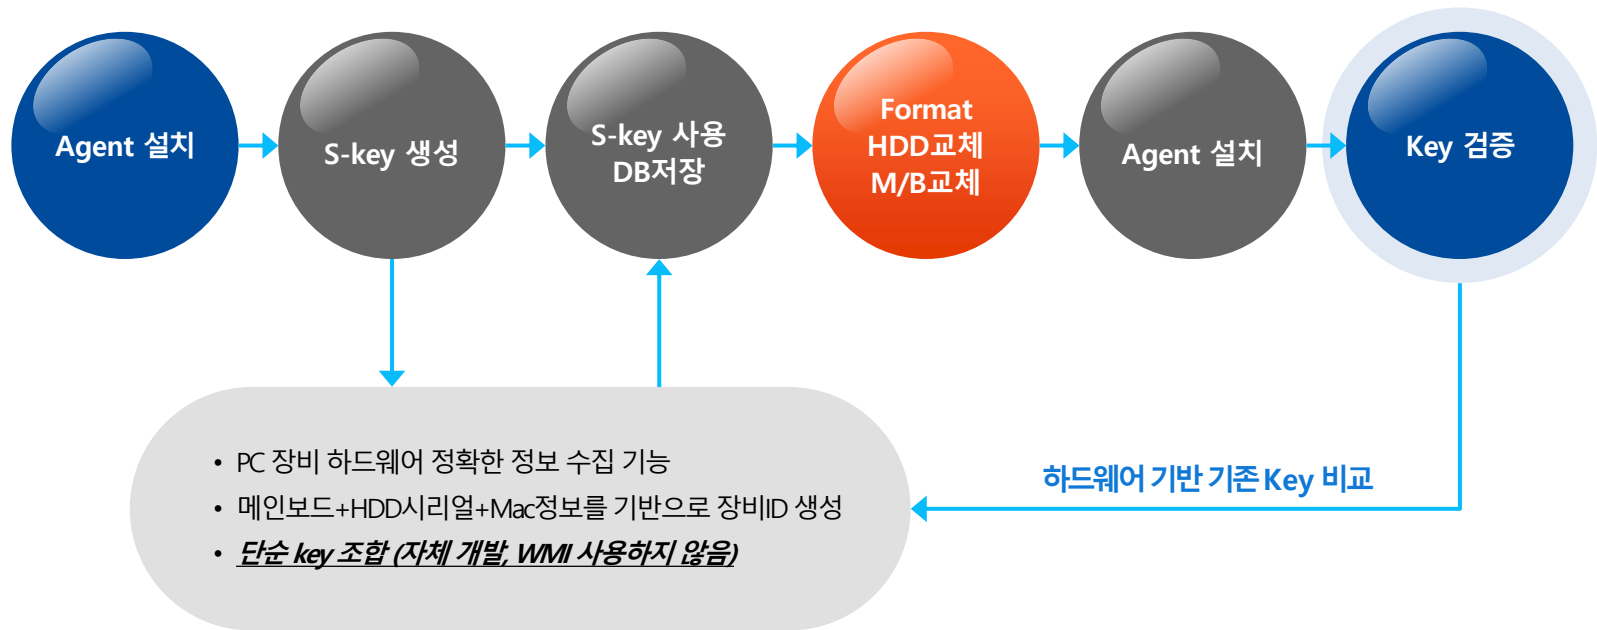 Agent 설치
S-key 생성
S-key 사용
DB저장
Format
HDD교체
M/B교체
Agent 설치
Key 검증
• PC 장비 하드웨어 정확한 정보 수집 기능
• 메인보드+HDD시리얼+Mac정보를 기반으로 장비ID 생성
• 단순 key 조합 (자체 개발, WMI 사용하지 않음)
하드웨어 기반 기존 Key 비교